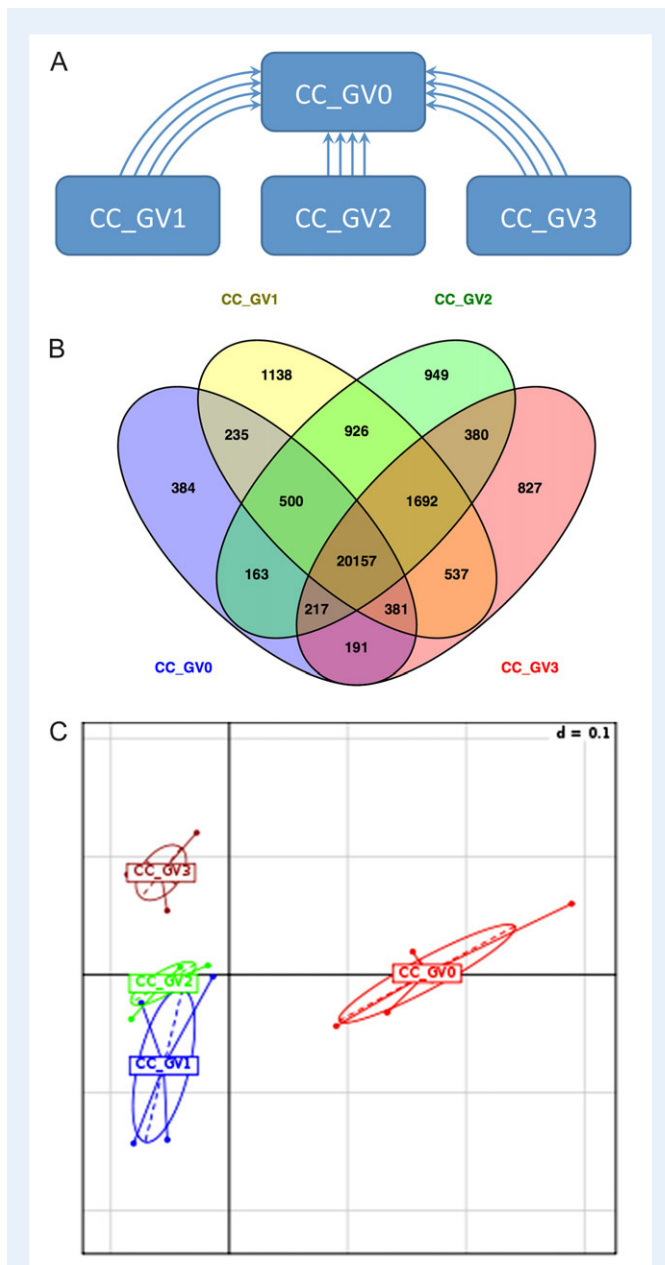 A
CC_GV0
CC_GV1 CC_GV2 CC_GV3
CC_GV1 CC_GV2
B
1138 949
235 926 380
384 500 1692 827
163 20157 537
217 381
191
CC_GV0 CC_GV3
C
d = 0.1
CC_GV3
CC_GV2
CC_GV0
CC_GV1